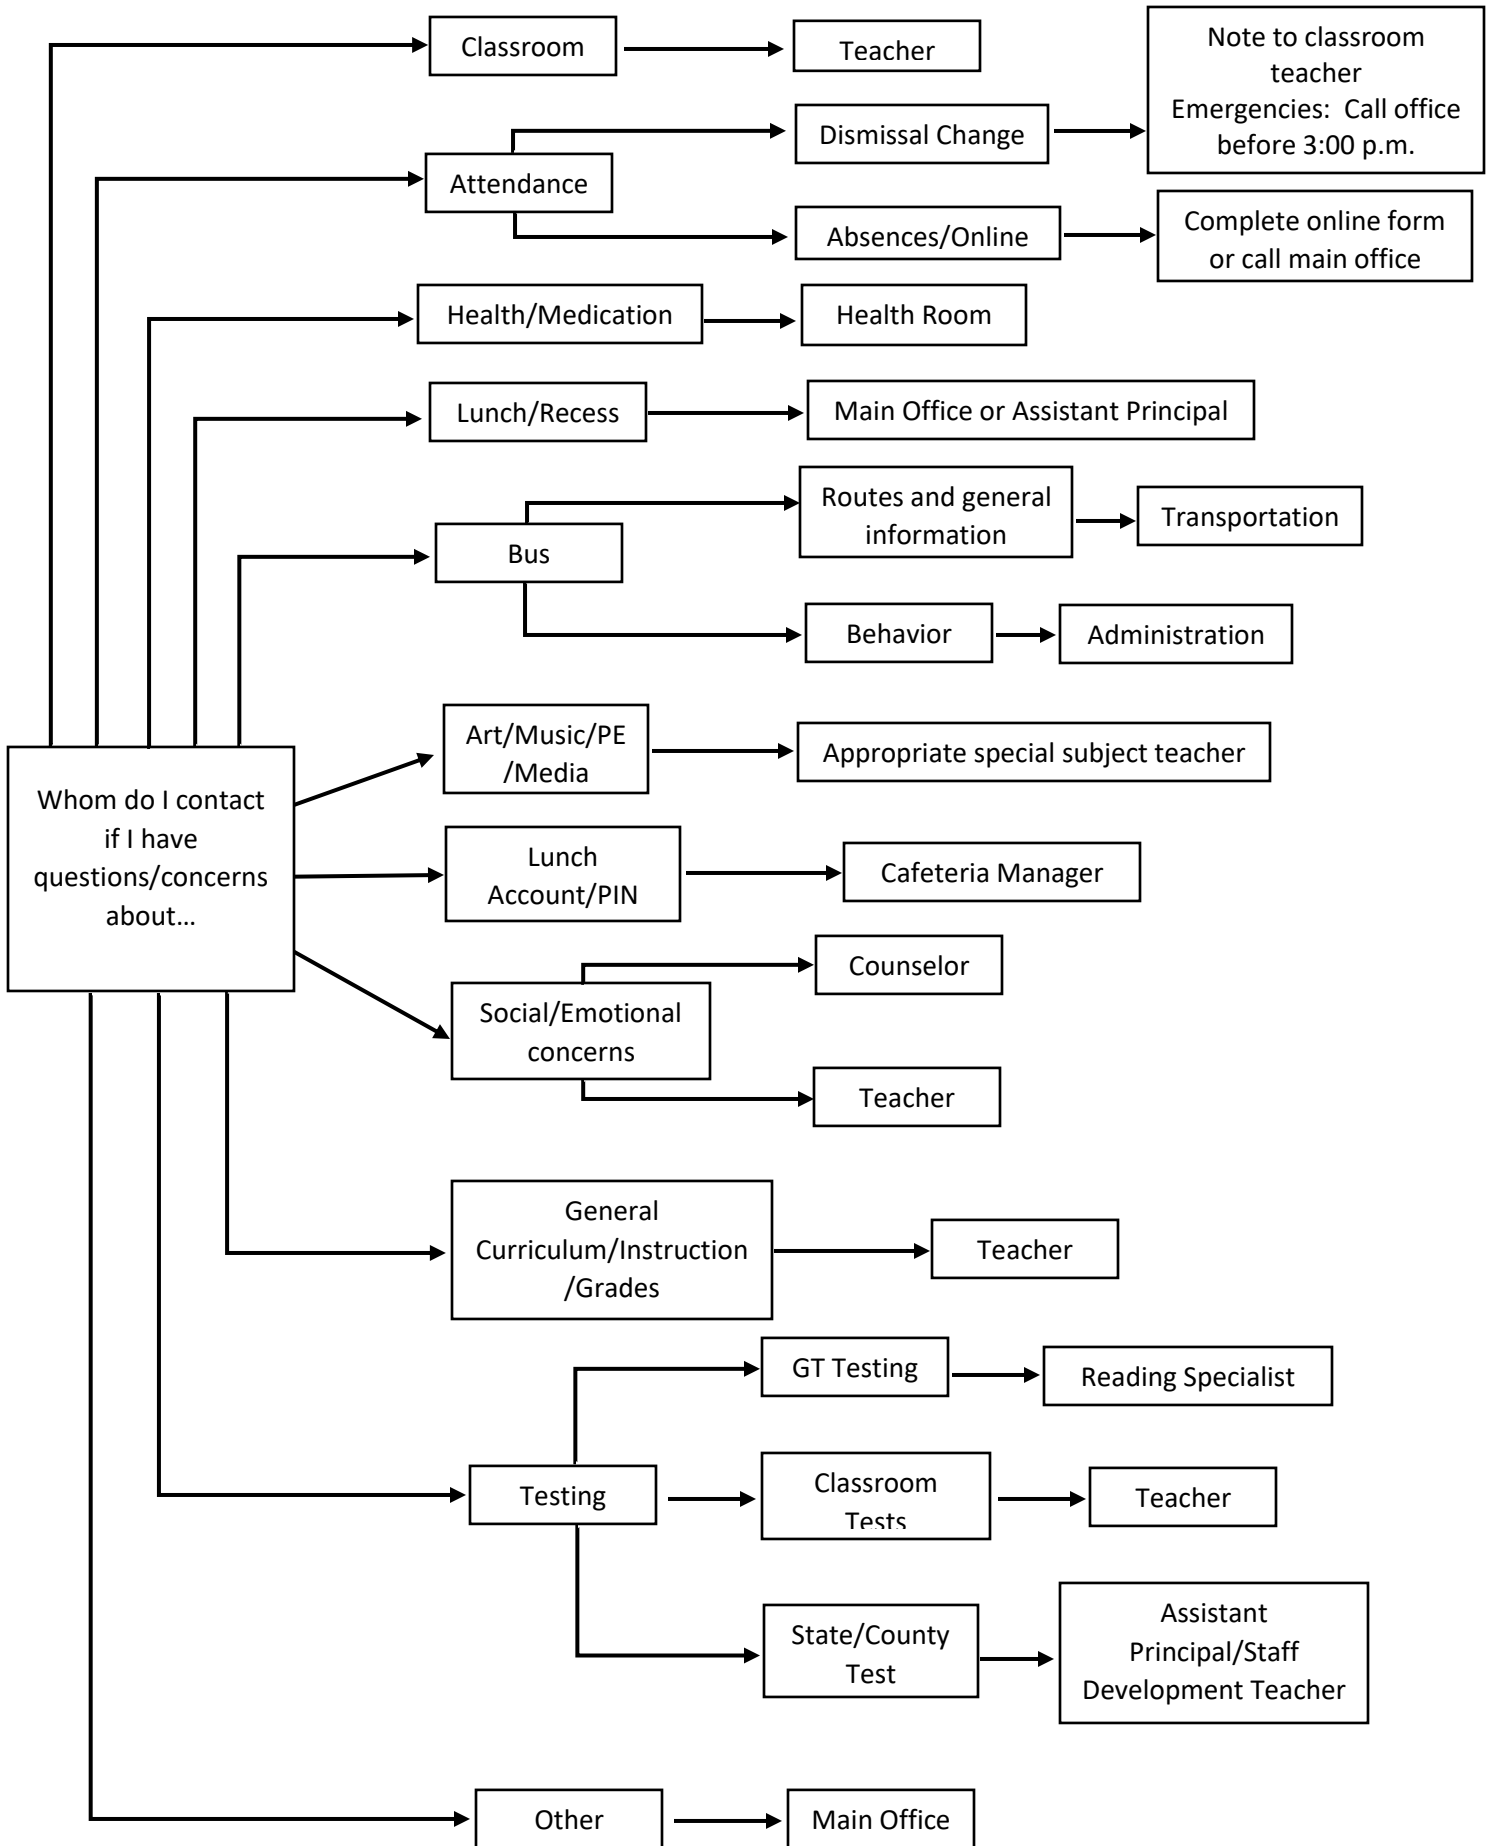 Classroom
Teacher
Note to classroom
teacher
Emergencies:  Call office
before 3:00 p.m.
Dismissal Change
Attendance
Absences/Online
Complete online form
or call main office
Health/Medication
Health Room
Lunch/Recess
Main Office or Assistant Principal
Routes and general
information
Transportation
Bus
Behavior
Administration
Art/Music/PE
/Media
Appropriate special subject teacher
Whom do I contact
if I have
questions/concerns
about…
Lunch
Account/PIN
Cafeteria Manager
Counselor
Social/Emotional
concerns
Teacher
General
Curriculum/Instruction
/Grades
Teacher
GT Testing
Reading Specialist
Testing
Classroom
Tests
Teacher
State/County
Test
Assistant
Principal/Staff
Development Teacher
Other
Main Office